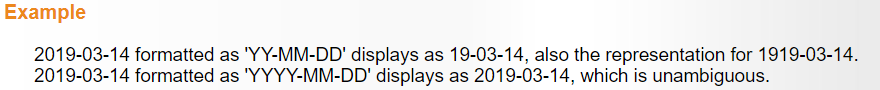 Example
2019-03-14 formatted as 'YY-MM-DD' displays as 19-03-14, also the representation for 1919-03-14.
2019-03-14 formatted as 'YYYY-MM-DD' displays as 2019-03-14, which is unambiguous.